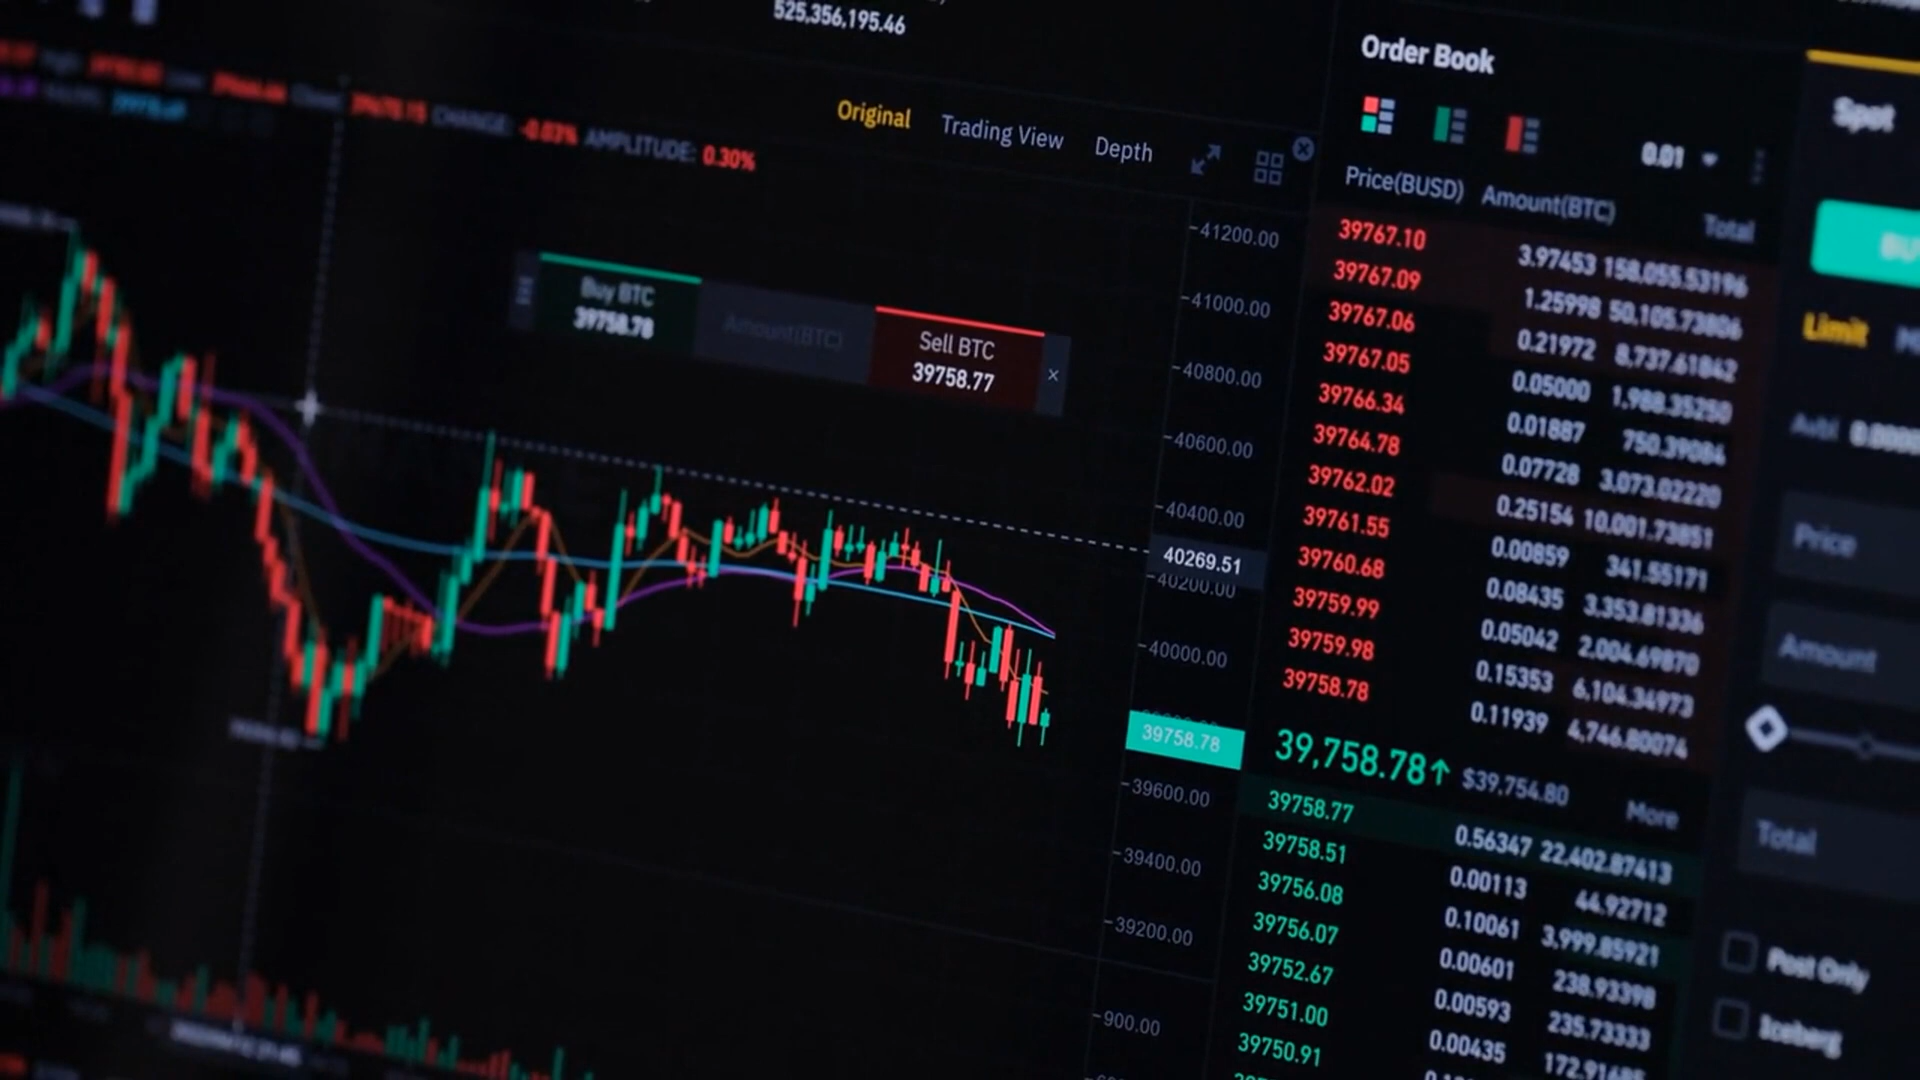 525,356,195.46
39670.15 CHANGE: -0.03% AMPLITUDE: 0.30%
Original Trading View Depth
Buy BTC
39758.78
Amount(BTC)
Sell BTC
39758.77
×
41200.00
41000.00
40800.00
40600.00
40400.00
40269.51
40200.00
40000.00
39758.78
39600.00
39400.00
39200.00
900.00
Order Book
0.01
Price(BUSD) Amount(BTC) Total
39767.10 3.97453 158,055.53196
39767.09 1.25998 50,105.73806
39767.06 0.21972 8,737.61842
39767.05 0.05000 1,988.35250
39766.34 0.01887 750.39084
39764.78 0.07728 3,073.02220
39762.02 0.25154 10,001.73851
39761.55 0.00859 341.55171
39760.68 0.08435 3,353.81336
39759.99 0.05042 2,004.69870
39759.98 0.15353 6,104.34973
39758.78 0.11939 4,746.80074
39,758.78↑ $39,754.80 More
39758.77 0.56347 22,402.87413
39758.51 0.00113 44.92712
39756.08 0.10061 3,999.85921
39756.07 0.00601 238.93398
39752.67 0.00593 235.73333
39751.00 0.00435
39750.91
Spot
Limit
Avbl
Price
Amount
Total
Post Only
Iceberg